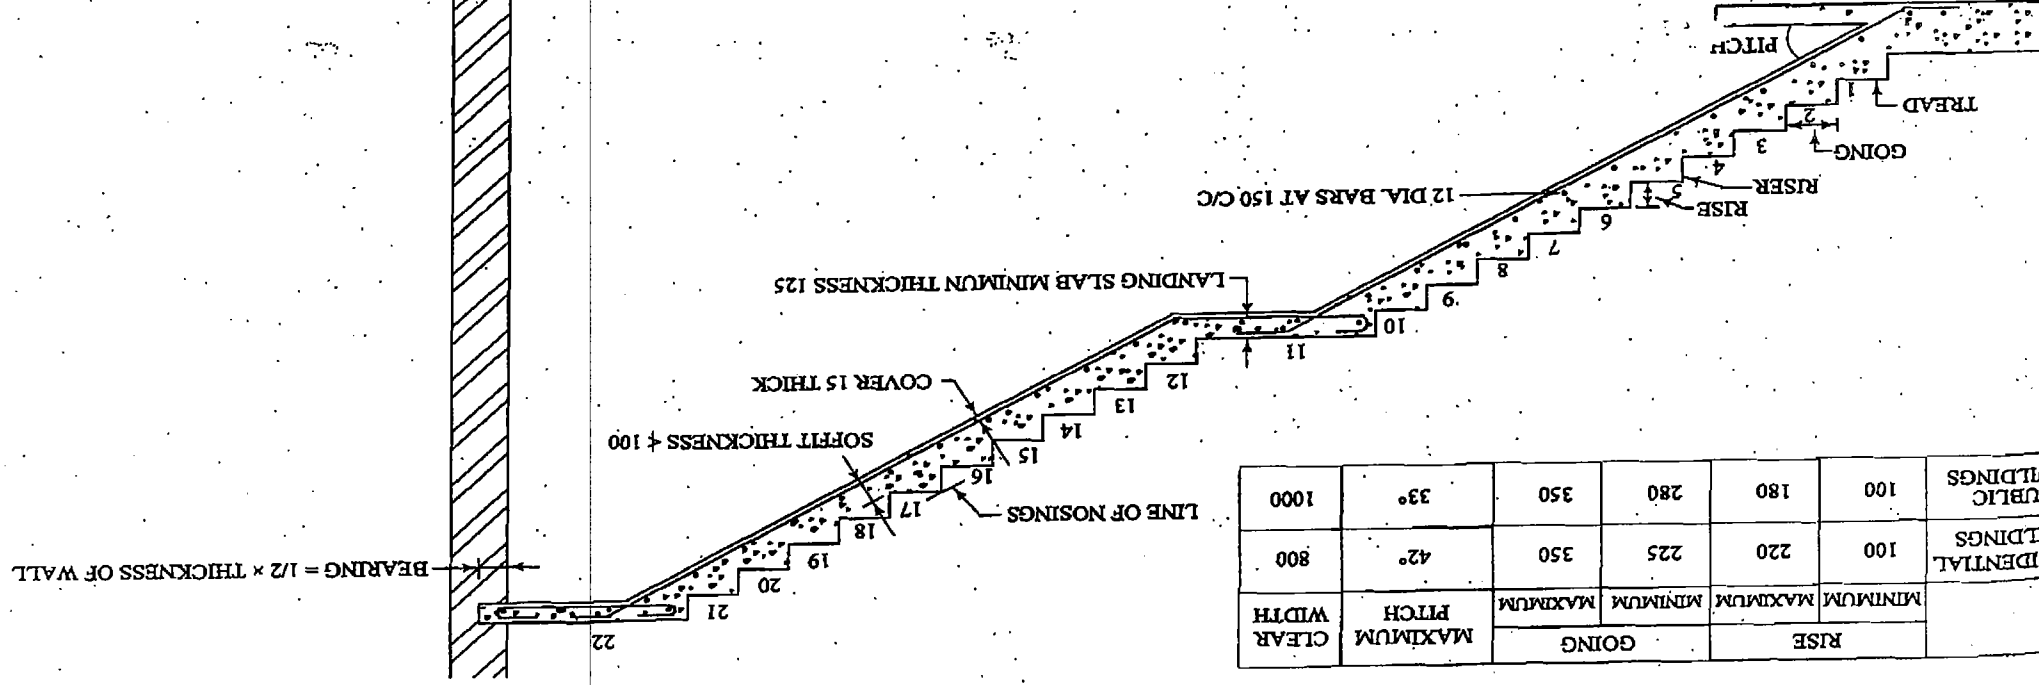 RISE
GOING
MAXIMUM
PITCH
CLEAR
WIDTH
MINIMUM MAXIMUM MINIMUM MAXIMUM
IDENTIAL
LDINGS
100 220 225 350 42° 800
UBLIC
ILDINGS
100 180 280 350 33° 1000
22
21
BEARING = 1/2 × THICKNESS OF WALL
20
19
18
LINE OF NOSINGS
17
16
SOFFIT THICKNESS ≮ 100
15
14
COVER 15 THICK
13
12
11
10
LANDING SLAB MINIMUN THICKNESS 125
9
8
7
6
RISE
5
RISER
12 DIA. BARS AT 150 C/C
4
GOING
3
2
TREAD
1
PITCH